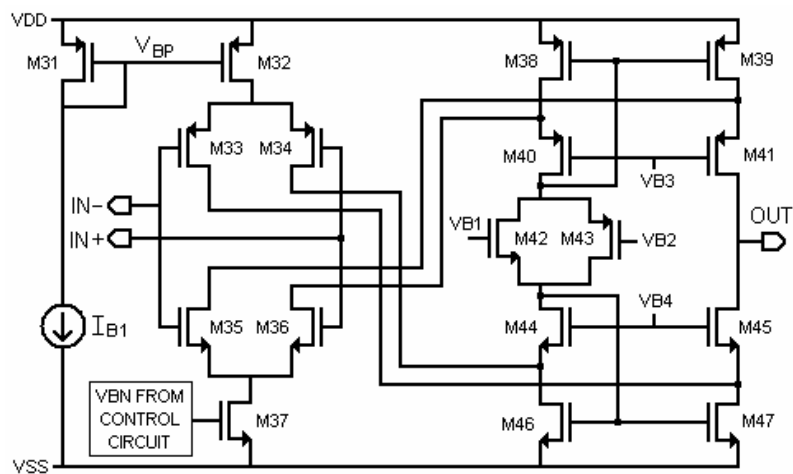 VDD
M31
VBP
M32
M38
M39
M33
M34
M40
M41
VB3
IN-
IN+
VB1
M42
M43
VB2
OUT
IB1
M35
M36
M44
VB4
M45
VBN FROM
CONTROL
CIRCUIT
M37
M46
M47
VSS